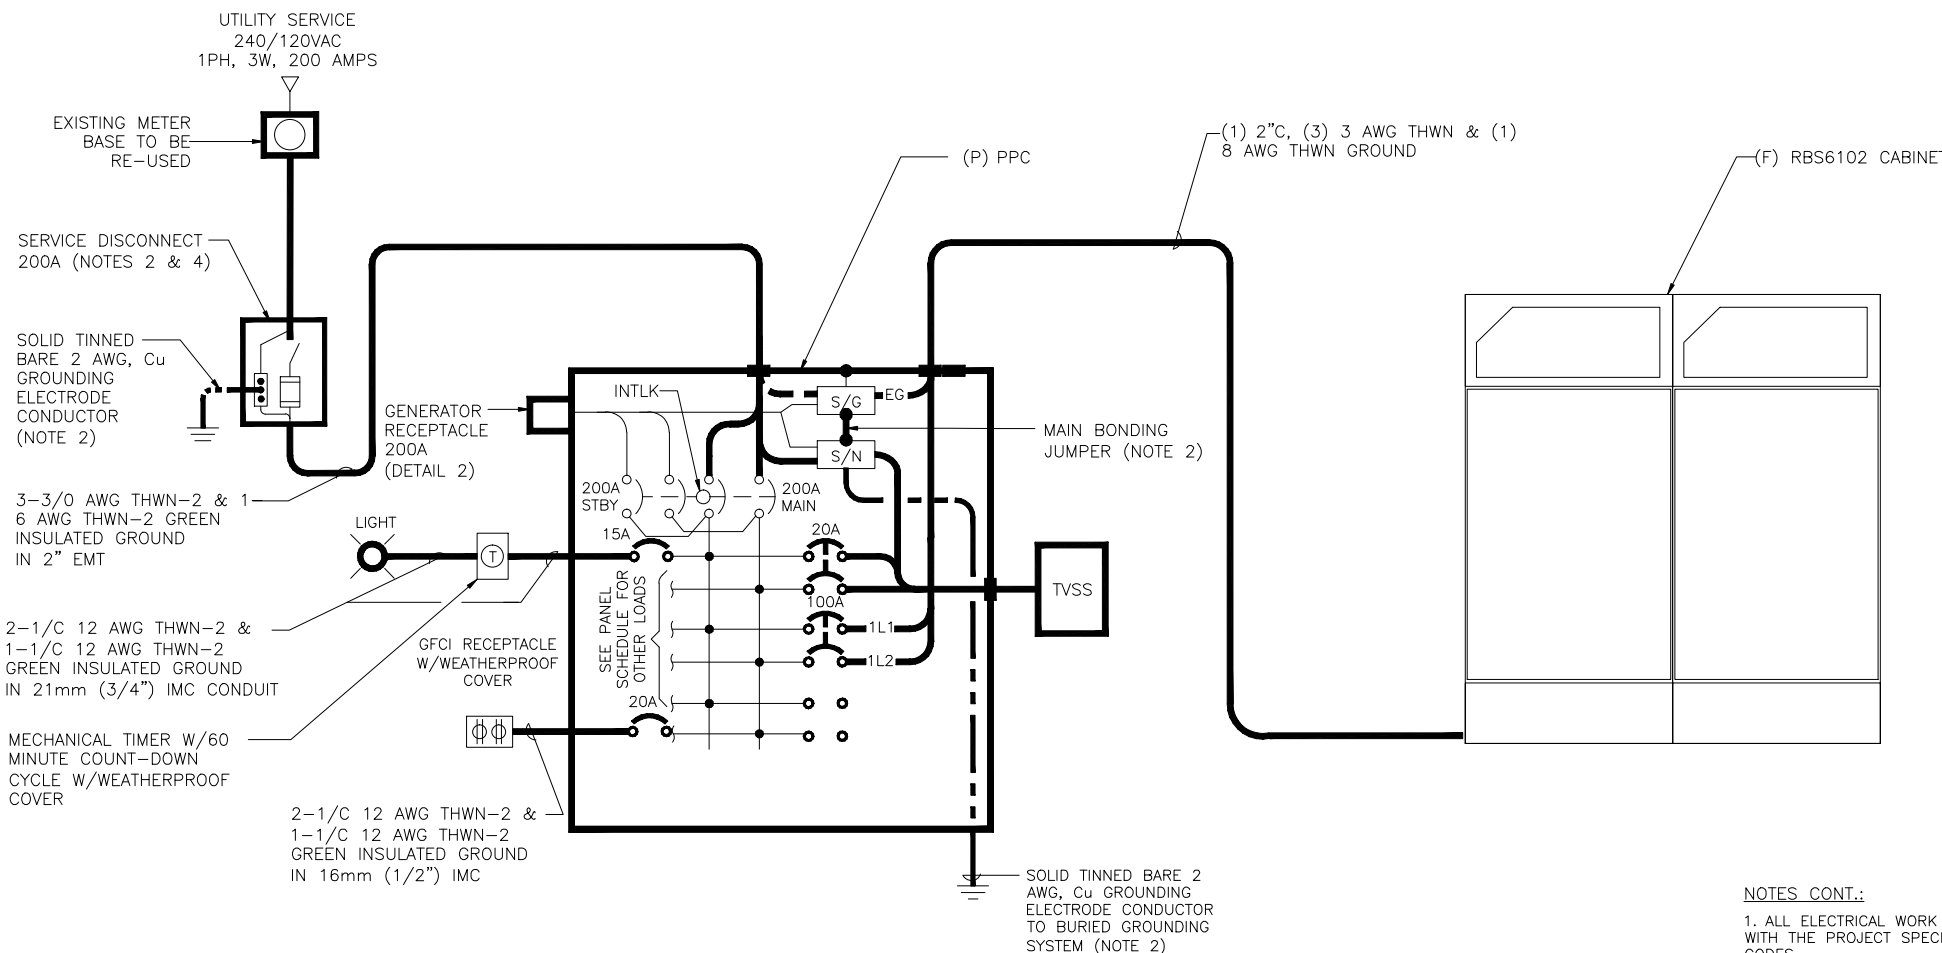 UTILITY SERVICE
240/120VAC
1PH, 3W, 200 AMPS
EXISTING METER
BASE TO BE
RE-USED
(P) PPC
(1) 2"C, (3) 3 AWG THWN & (1)
8 AWG THWN GROUND
(F) RBS6102 CABINET
SERVICE DISCONNECT
200A (NOTES 2 & 4)
SOLID TINNED
BARE 2 AWG, Cu
GROUNDING
ELECTRODE
CONDUCTOR
(NOTE 2)
3-3/0 AWG THWN-2 & 1-
6 AWG THWN-2 GREEN
INSULATED GROUND
IN 2" EMT
GENERATOR
RECEPTACLE
200A
(DETAIL 2)
INTLK
S/G
EG
S/N
MAIN BONDING
JUMPER (NOTE 2)
200A
STBY
200A
MAIN
LIGHT
T
15A
20A
100A
1L1
1L2
TVSS
SEE PANEL
SCHEDULE FOR
OTHER LOADS
20A
2-1/C 12 AWG THWN-2 &
1-1/C 12 AWG THWN-2
GREEN INSULATED GROUND
IN 21mm (3/4") IMC CONDUIT
GFCI RECEPTACLE
W/WEATHERPROOF
COVER
MECHANICAL TIMER W/60
MINUTE COUNT-DOWN
CYCLE W/WEATHERPROOF
COVER
2-1/C 12 AWG THWN-2 &
1-1/C 12 AWG THWN-2
GREEN INSULATED GROUND
IN 16mm (1/2") IMC
SOLID TINNED BARE 2
AWG, Cu GROUNDING
ELECTRODE CONDUCTOR
TO BURIED GROUNDING
SYSTEM (NOTE 2)
NOTES CONT.:
1. ALL ELECTRICAL WORK
WITH THE PROJECT